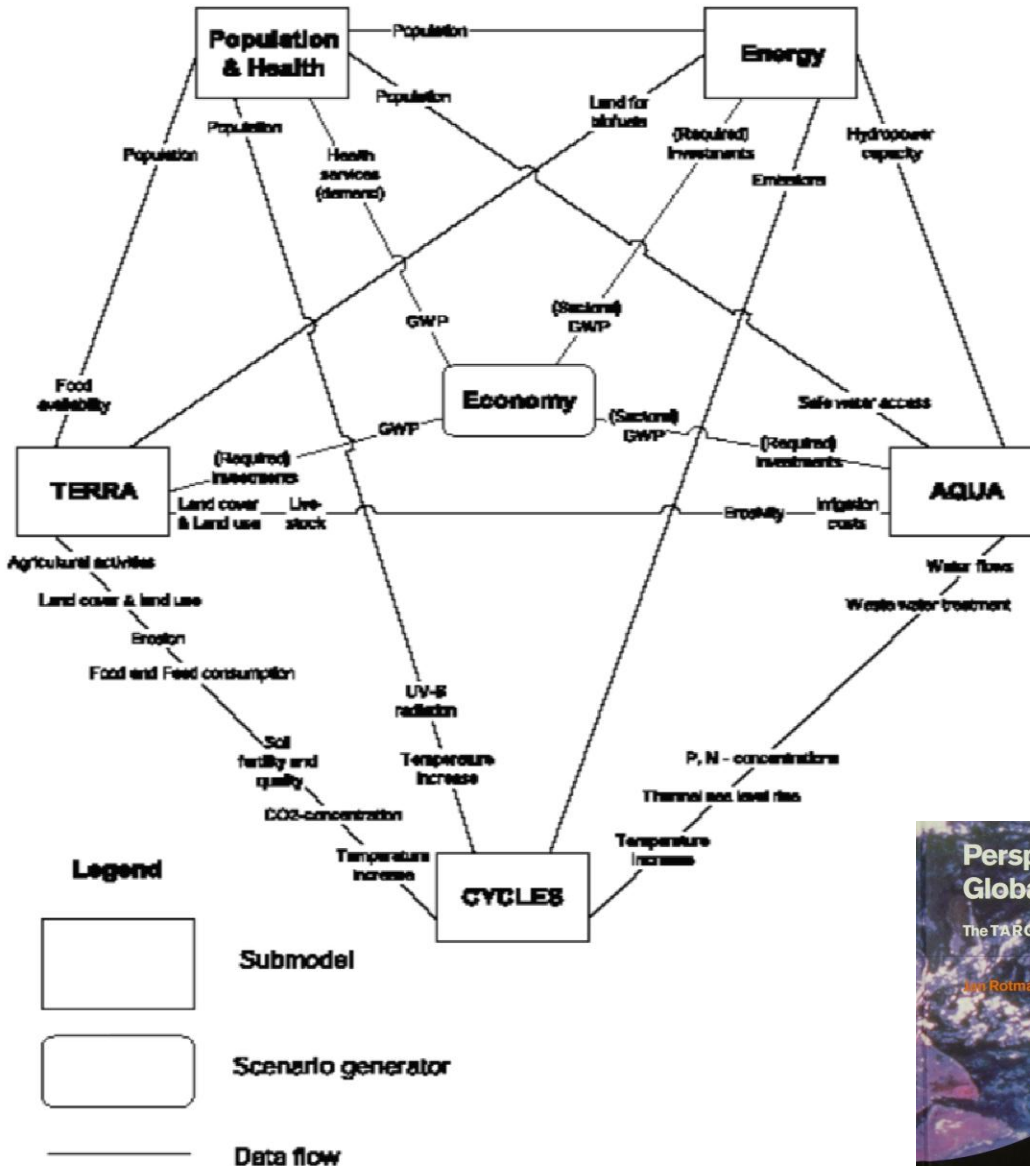 Population
& Health
Population
Energy
Population
Population
Population
Health
services
(demand)
Land for
biofuels
(Required)
Investments
Emissions
Hydropower
capacity
GWP
(Sectoral)
GWP
Economy
Food
availability
Safe water access
GWP
(Sectoral)
GWP
(Required)
Investments
(Required)
Investments
TERRA
AQUA
Land cover
& Land use
Live-
stock
Erosivity
Irrigation
costs
Agricultural activities
Land cover & land use
Erosion
Food and Feed consumption
Water flows
Waste water treatment
UV-B
radiation
Soil
fertility and
quality
Temperature
increase
P, N - concentrations
Thermal sea level rise
CO2-concentration
Temperature
increase
Temperature
increase
CYCLES
Legend
Submodel
Scenario generator
Data flow
Persp
Globa
The TARG
Jan Rotma